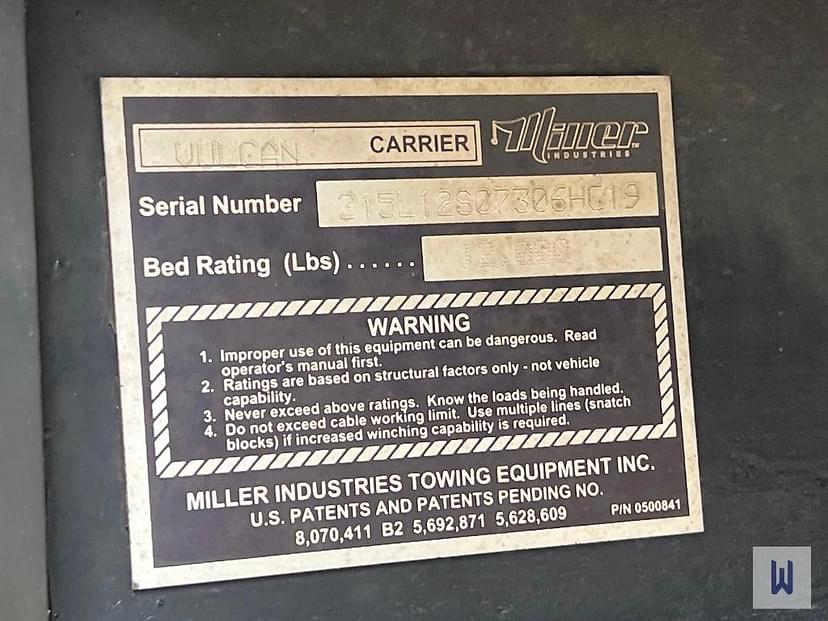 VULCAN CARRIER Miller™
INDUSTRIES
Serial Number 215L12S07306HC19
Bed Rating (Lbs) ......
WARNING
1. Improper use of this equipment can be dangerous. Read
operator's manual first.
2. Ratings are based on structural factors only - not vehicle
capability.
3. Never exceed above ratings. Know the loads being handled.
4. Do not exceed cable working limit. Use multiple lines (snatch
blocks) if increased winching capability is required.
MILLER INDUSTRIES TOWING EQUIPMENT INC.
U.S. PATENTS AND PATENTS PENDING NO.
8,070,411 B2 5,692,871 5,628,609
P/N 0500841
W